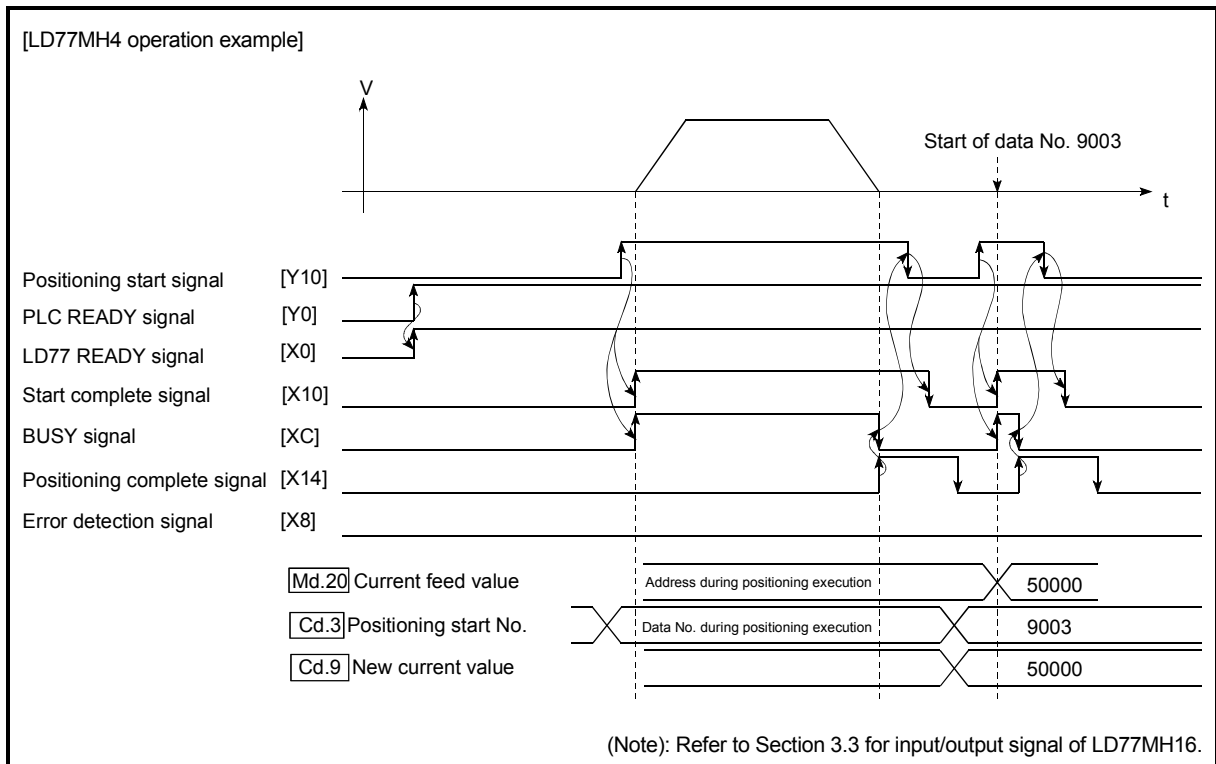 [LD77MH4 operation example]
V
Start of data No. 9003
t
Positioning start signal [Y10]
PLC READY signal [Y0]
LD77 READY signal [X0]
Start complete signal [X10]
BUSY signal [XC]
Positioning complete signal [X14]
Error detection signal [X8]
Md.20 Current feed value Address during positioning execution 50000
Cd.3 Positioning start No. Data No. during positioning execution 9003
Cd.9 New current value 50000
(Note): Refer to Section 3.3 for input/output signal of LD77MH16.